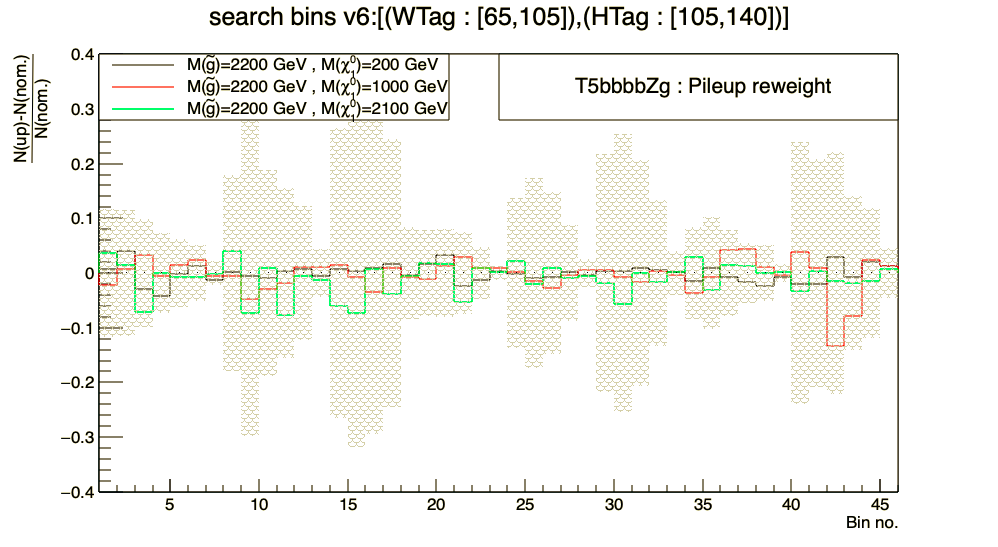 search bins v6:[(WTag : [65,105]),(HTag : [105,140])]
N(up)-N(nom.)
N(nom.)
M(g̃)=2200 GeV , M(χ̃₁⁰)=200 GeV
M(g̃)=2200 GeV , M(χ̃₁⁰)=1000 GeV
M(g̃)=2200 GeV , M(χ̃₁⁰)=2100 GeV
T5bbbbZg : Pileup reweight
0.4
0.3
0.2
0.1
0
−0.1
−0.2
−0.3
−0.4
5 10 15 20 25 30 35 40 45
Bin no.